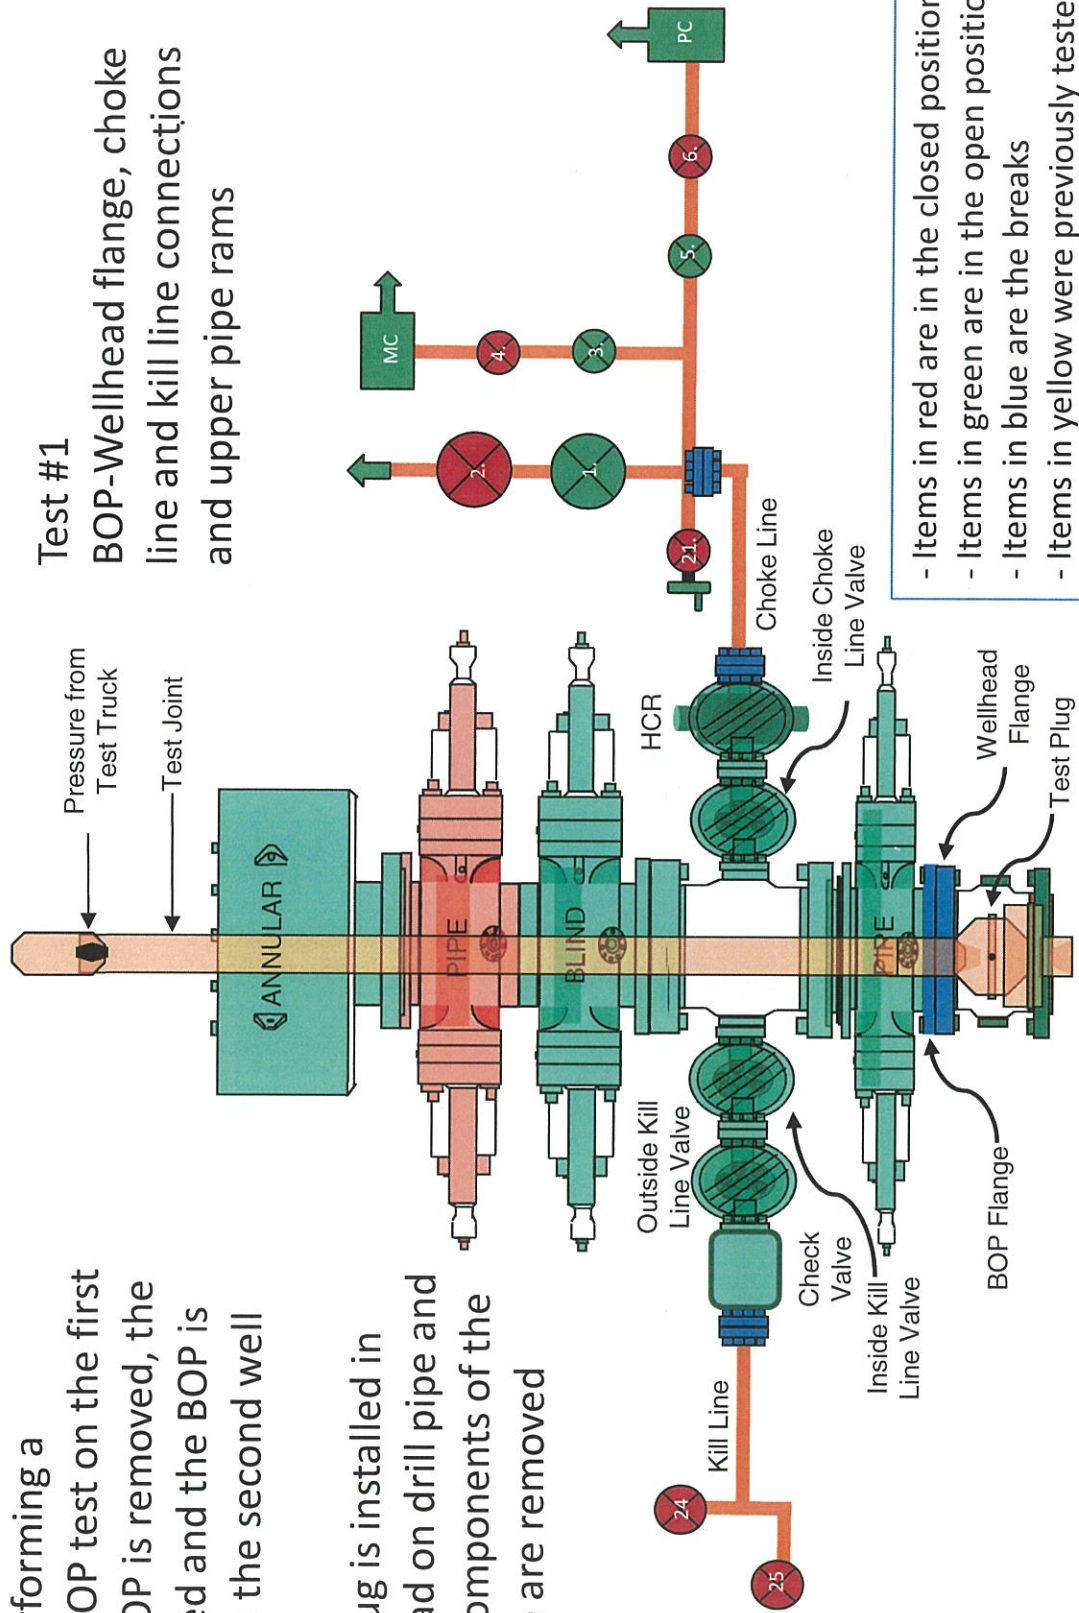 forming a
OP test on the first
OP is removed, the
ed and the BOP is
the second well
ug is installed in
ad on drill pipe and
omponents of the
are removed
Test #1
BOP-Wellhead flange, choke
line and kill line connections
and upper pipe rams
Pressure from
Test Truck
Test Joint
ANNULAR
PIPE
BLIND
PIPE
HCR
Choke Line
Inside Choke
Line Valve
Outside Kill
Line Valve
Check
Valve
Inside Kill
Line Valve
Kill Line
BOP Flange
Wellhead
Flange
Test Plug
MC
PC
1.
2.
3.
4.
5.
6.
21.
24
25
- Items in red are in the closed position
- Items in green are in the open positio
- Items in blue are the breaks
- Items in yellow were previously teste